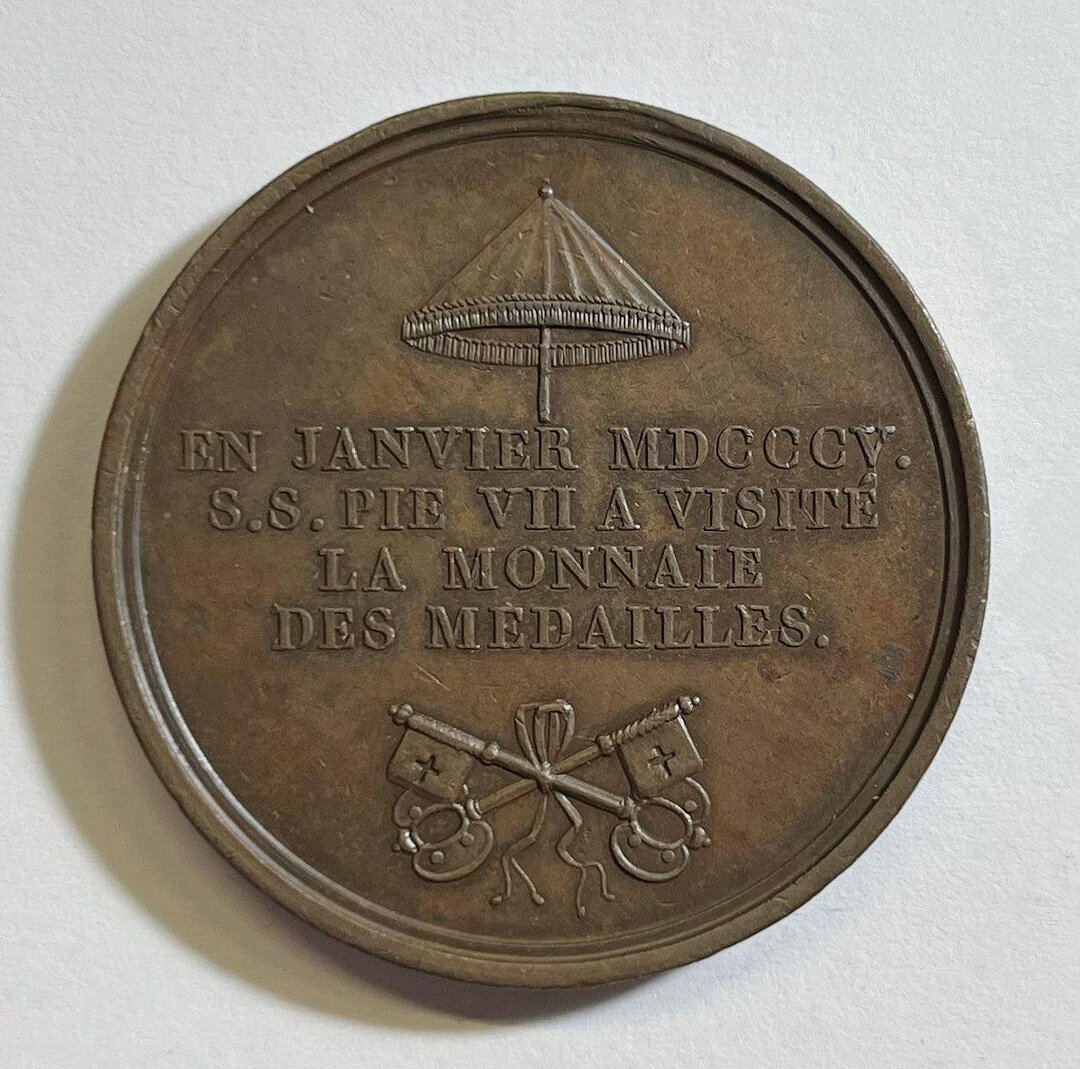 EN JANVIER MDCCCV.
S.S. PIE VII A VISITÉ
LA MONNAIE
DES MÉDAILLES.